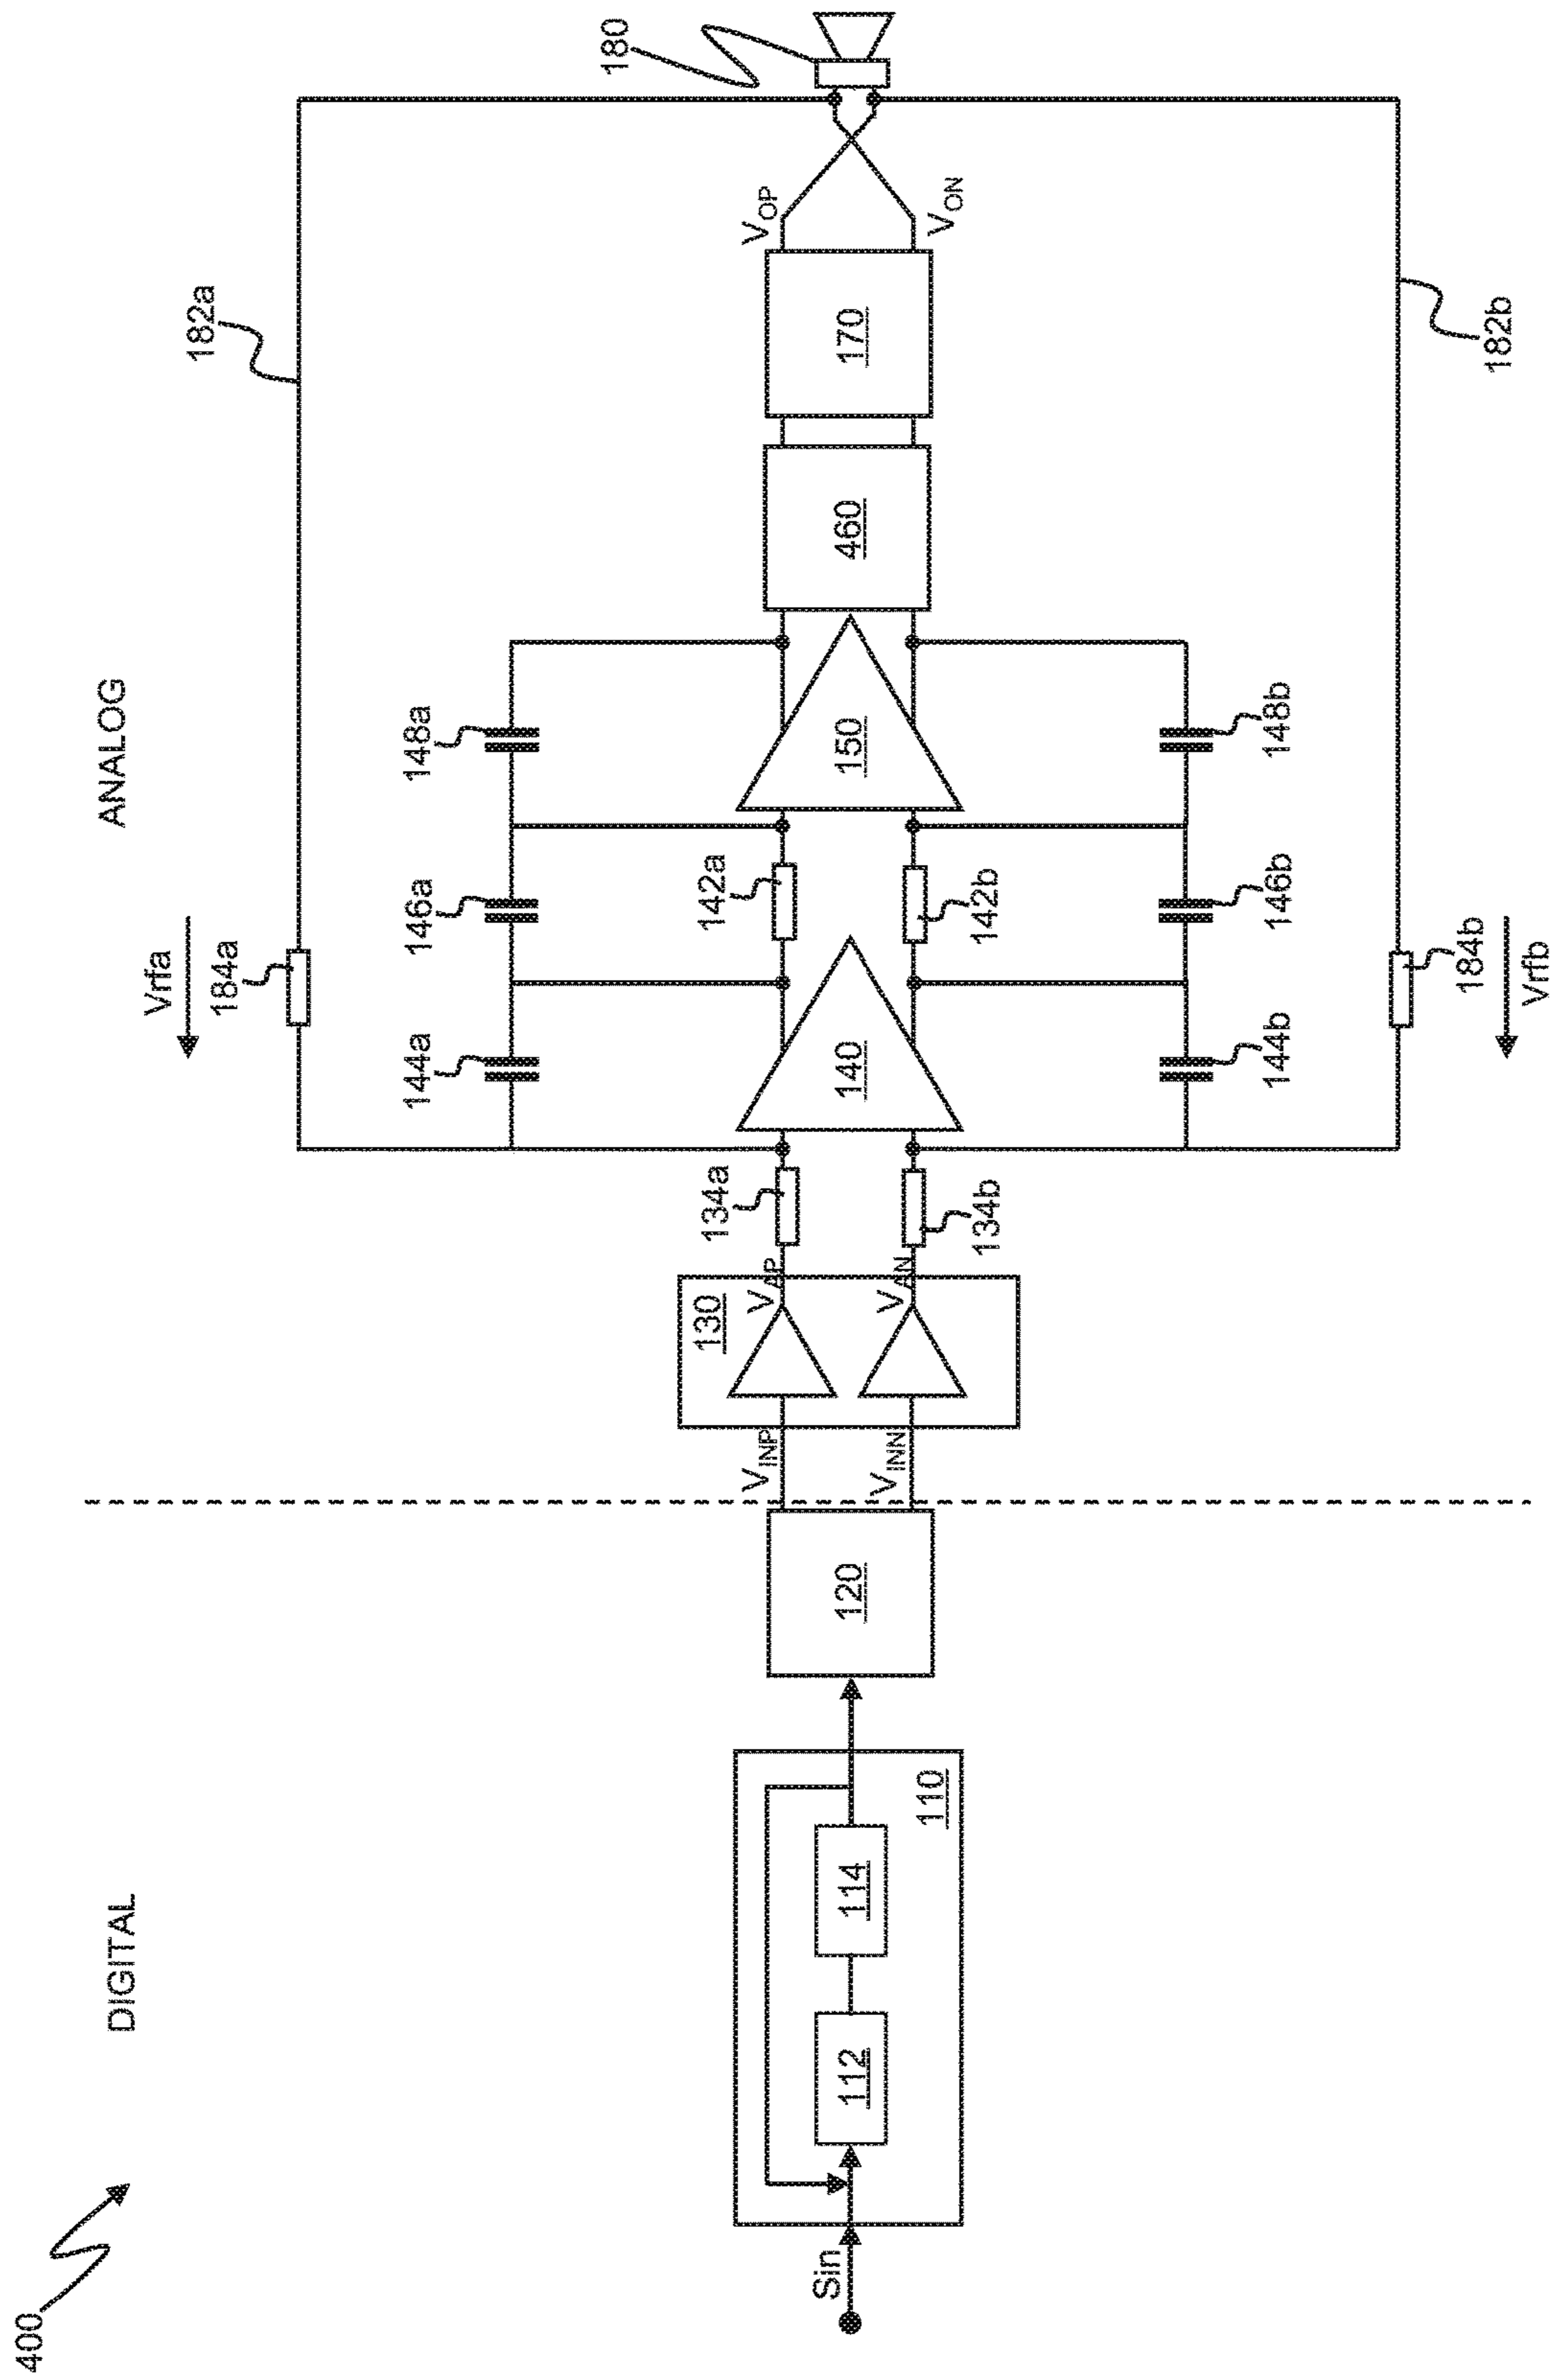 400
DIGITAL
ANALOG
Sin
112
114
110
120
V_INP
V_INN
130
V_AP
V_AN
134a
134b
140
144a
144b
142a
142b
146a
146b
148a
148b
150
460
170
V_OP
V_ON
180
182a
182b
184a
184b
Vrfa
Vrfb